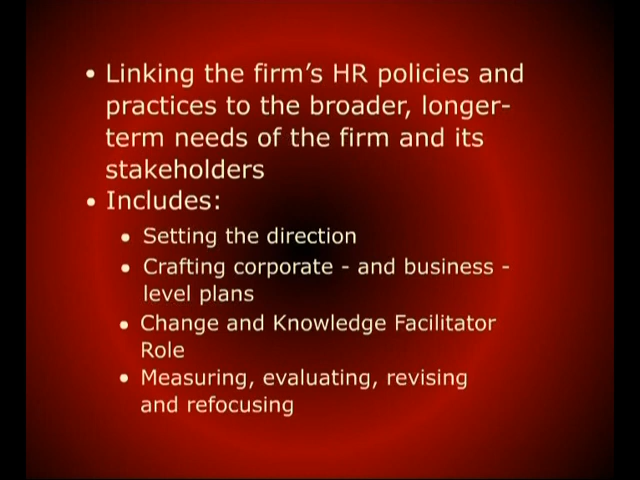 • Linking the firm's HR policies and
practices to the broader, longer-
term needs of the firm and its
stakeholders
• Includes:
• Setting the direction
• Crafting corporate - and business -
level plans
• Change and Knowledge Facilitator
Role
• Measuring, evaluating, revising
and refocusing